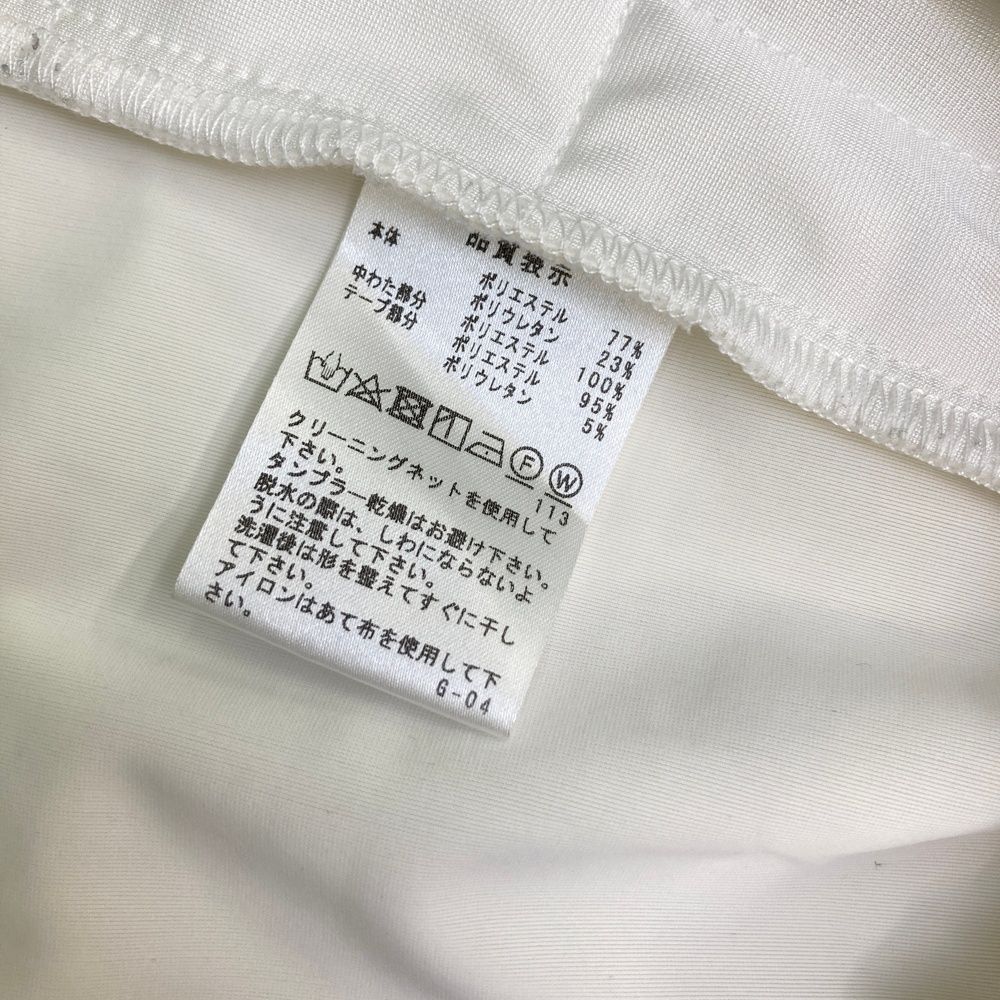 品質表示
本体 ポリエステル 77%
ポリウレタン 23%
中わた部分 ポリエステル 100%
テープ部分 ポリエステル 95%
ポリウレタン 5%
F W
113
クリーニングネットを使用して
下さい。
タンブラー乾燥はお避け下さい。
脱水の際は、しわにならないよ
うに注意して下さい。
洗濯後は形を整えてすぐに干し
て下さい。
アイロンはあて布を使用して下
さい。
G-04